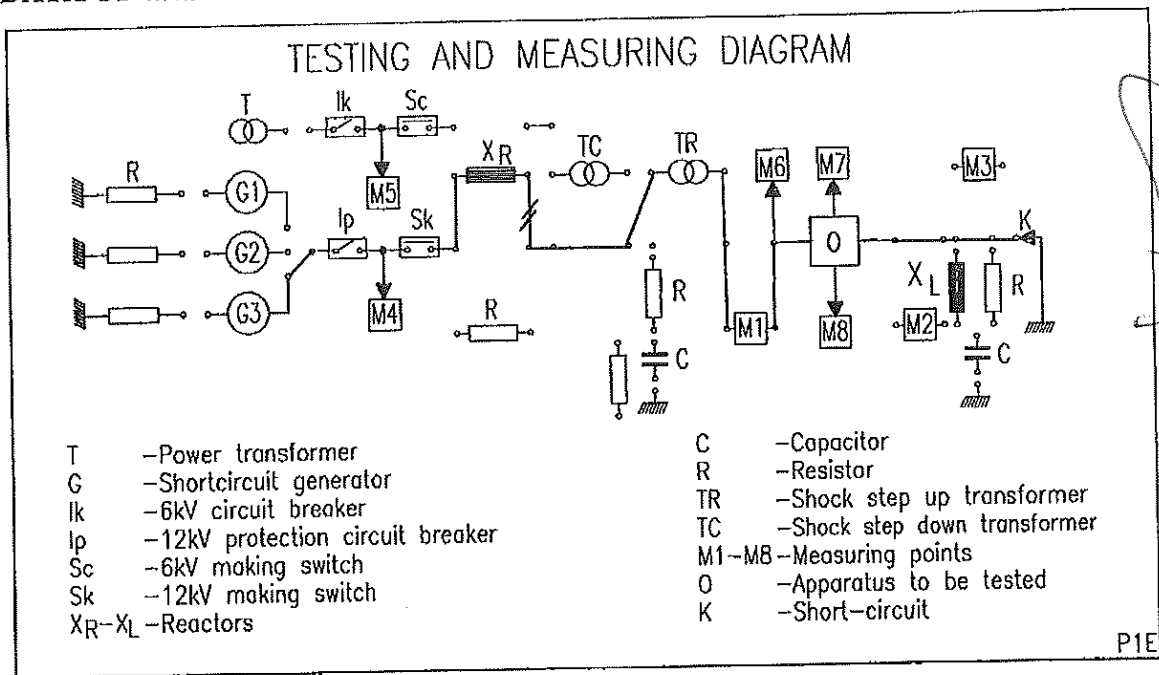 TESTING AND MEASURING DIAGRAM
T Ik Sc
R G1 M5 XR TC TR M6 M7 M3
G2 Ip Sk O K
G3 M4 R R M1 M8 M2 XL R
C C
T -Power transformer
G -Shortcircuit generator
Ik -6kV circuit breaker
Ip -12kV protection circuit breaker
Sc -6kV making switch
Sk -12kV making switch
XR-XL-Reactors
C -Capacitor
R -Resistor
TR -Shock step up transformer
TC -Shock step down transformer
M1-M8-Measuring points
O -Apparatus to be tested
K -Short-circuit
P1E